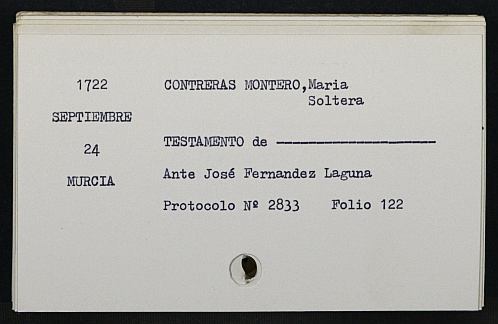 1722
SEPTIEMBRE
24
MURCIA
CONTRERAS MONTERO,Maria
Soltera
TESTAMENTO de --------------------
Ante José Fernandez Laguna
Protocolo Nº 2833 Folio 122